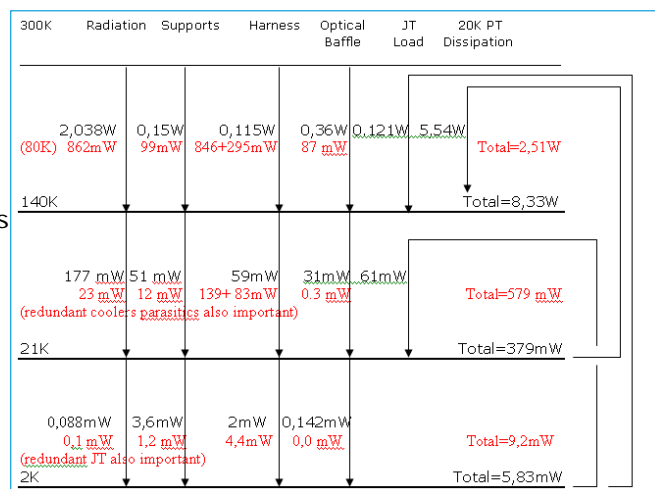 300K Radiation Supports Harness Optical Baffle JT Load 20K PT Dissipation
2,038W 0,15W 0,115W 0,36W 0,121W 5,54W
(80K) 862mW 99mW 846+295mW 87 mW Total=2,51W
140K Total=8,33W
s
177 mW 51 mW 59mW 31mW 61mW
23 mW 12 mW 139+ 83mW 0.3 mW Total=579 mW
(redundant coolers parasitics also important)
21K Total=379mW
0,088mW 3,6mW 2mW 0,142mW
0,1 mW 1,2 mW 4,4mW 0,0 mW Total=9,2mW
(redundant JT also important)
2K Total=5,83mW